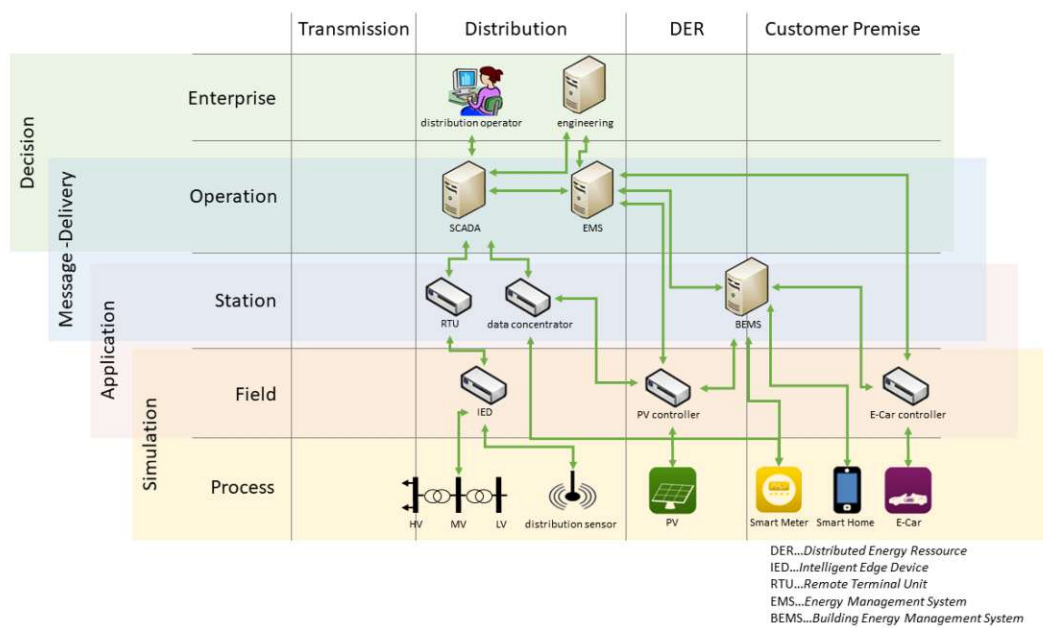 Transmission
Distribution
DER
Customer Premise
Decision
Message -Delivery
Application
Simulation
Enterprise
distribution operator
engineering
Operation
SCADA
EMS
Station
RTU
data concentrator
BEMS
Field
IED
PV controller
E-Car controller
Process
HV
MV
LV
distribution sensor
PV
Smart Meter
Smart Home
E-Car
DER...Distributed Energy Ressource
IED...Intelligent Edge Device
RTU...Remote Terminal Unit
EMS...Energy Management System
BEMS...Building Energy Management System